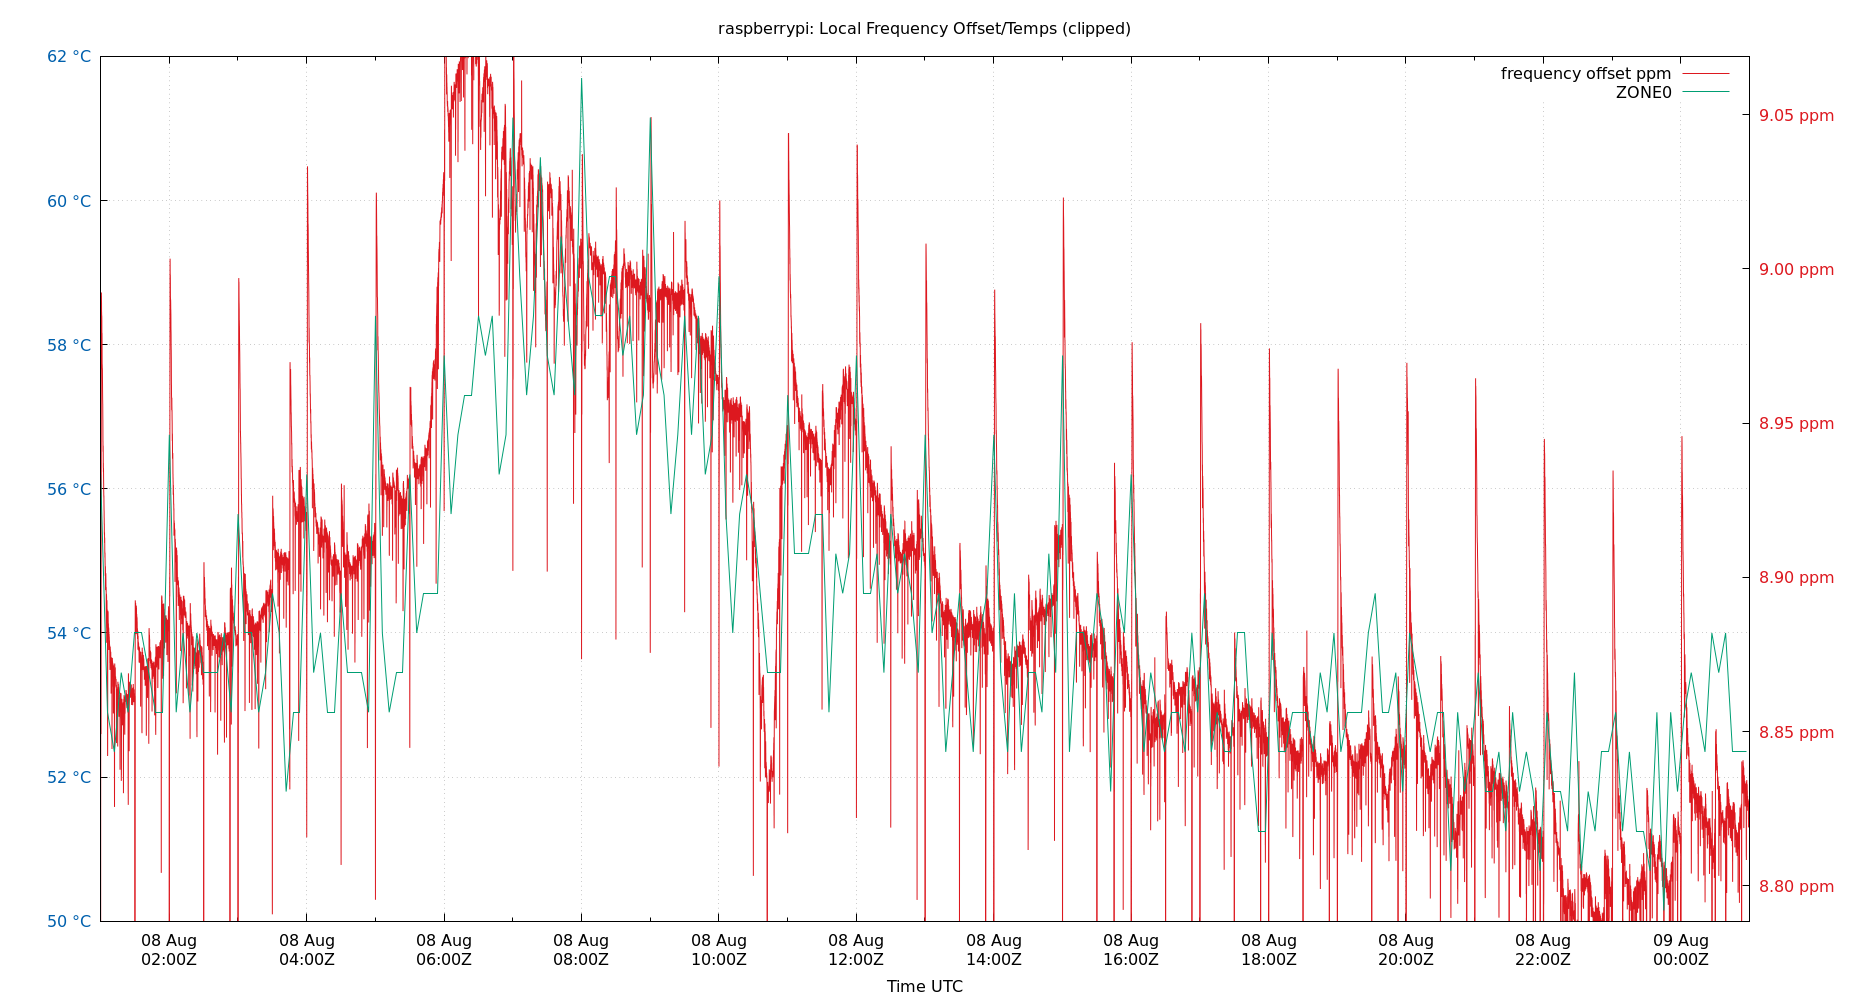 raspberrypi: Local Frequency Offset/Temps (clipped)
62 °C
60 °C
58 °C
56 °C
54 °C
52 °C
50 °C
frequency offset ppm
ZONE0
9.05 ppm
9.00 ppm
8.95 ppm
8.90 ppm
8.85 ppm
8.80 ppm
08 Aug
02:00Z
08 Aug
04:00Z
08 Aug
06:00Z
08 Aug
08:00Z
08 Aug
10:00Z
08 Aug
12:00Z
08 Aug
14:00Z
08 Aug
16:00Z
08 Aug
18:00Z
08 Aug
20:00Z
08 Aug
22:00Z
09 Aug
00:00Z
Time UTC